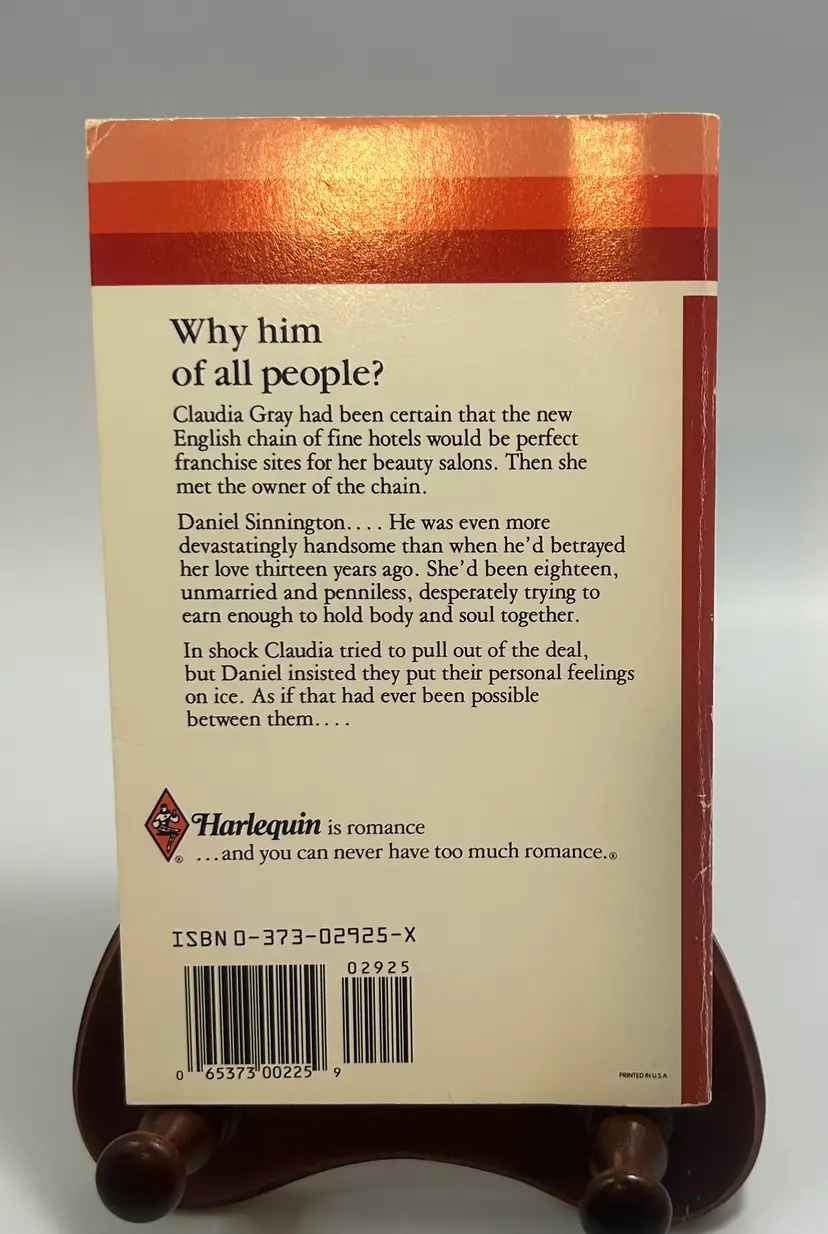 Why him
of all people?
Claudia Gray had been certain that the new
English chain of fine hotels would be perfect
franchise sites for her beauty salons. Then she
met the owner of the chain.
Daniel Sinnington.... He was even more
devastatingly handsome than when he'd betrayed
her love thirteen years ago. She'd been eighteen,
unmarried and penniless, desperately trying to
earn enough to hold body and soul together.
In shock Claudia tried to pull out of the deal,
but Daniel insisted they put their personal feelings
on ice. As if that had ever been possible
between them....
Harlequin is romance
® ...and you can never have too much romance.®
ISBN 0-373-02925-X
02925
0 65373 00225 9
PRINTED IN U.S.A